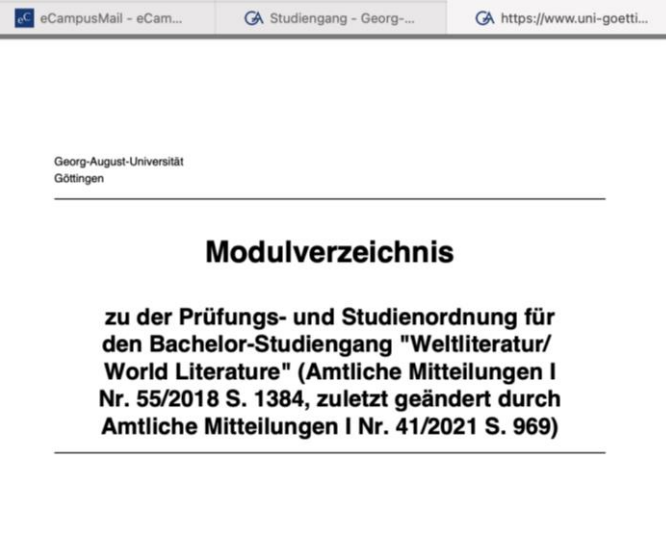 eCampusMail - eCam...
Studiengang - Georg-...
https://www.uni-goetti...
Georg-August-Universität
Göttingen
Modulverzeichnis
zu der Prüfungs- und Studienordnung für
den Bachelor-Studiengang "Weltliteratur/
World Literature" (Amtliche Mitteilungen I
Nr. 55/2018 S. 1384, zuletzt geändert durch
Amtliche Mitteilungen I Nr. 41/2021 S. 969)